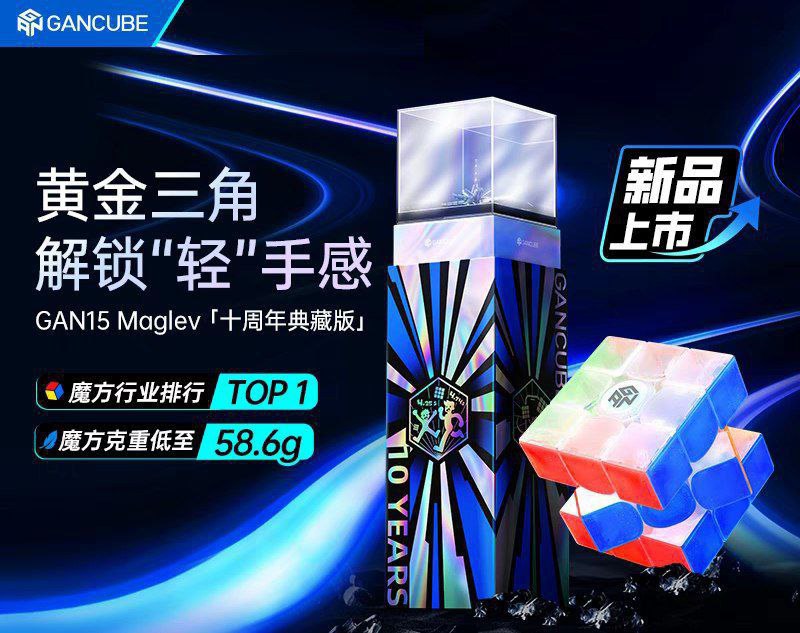 GANCUBE
黄金三角
解锁“轻”手感
GAN15 Maglev「十周年典藏版」
魔方行业排行 TOP 1
魔方克重低至 58.6g
新品
上市
GANCUBE
GANCUBE
GANCUBE
10 YEARS
GAN